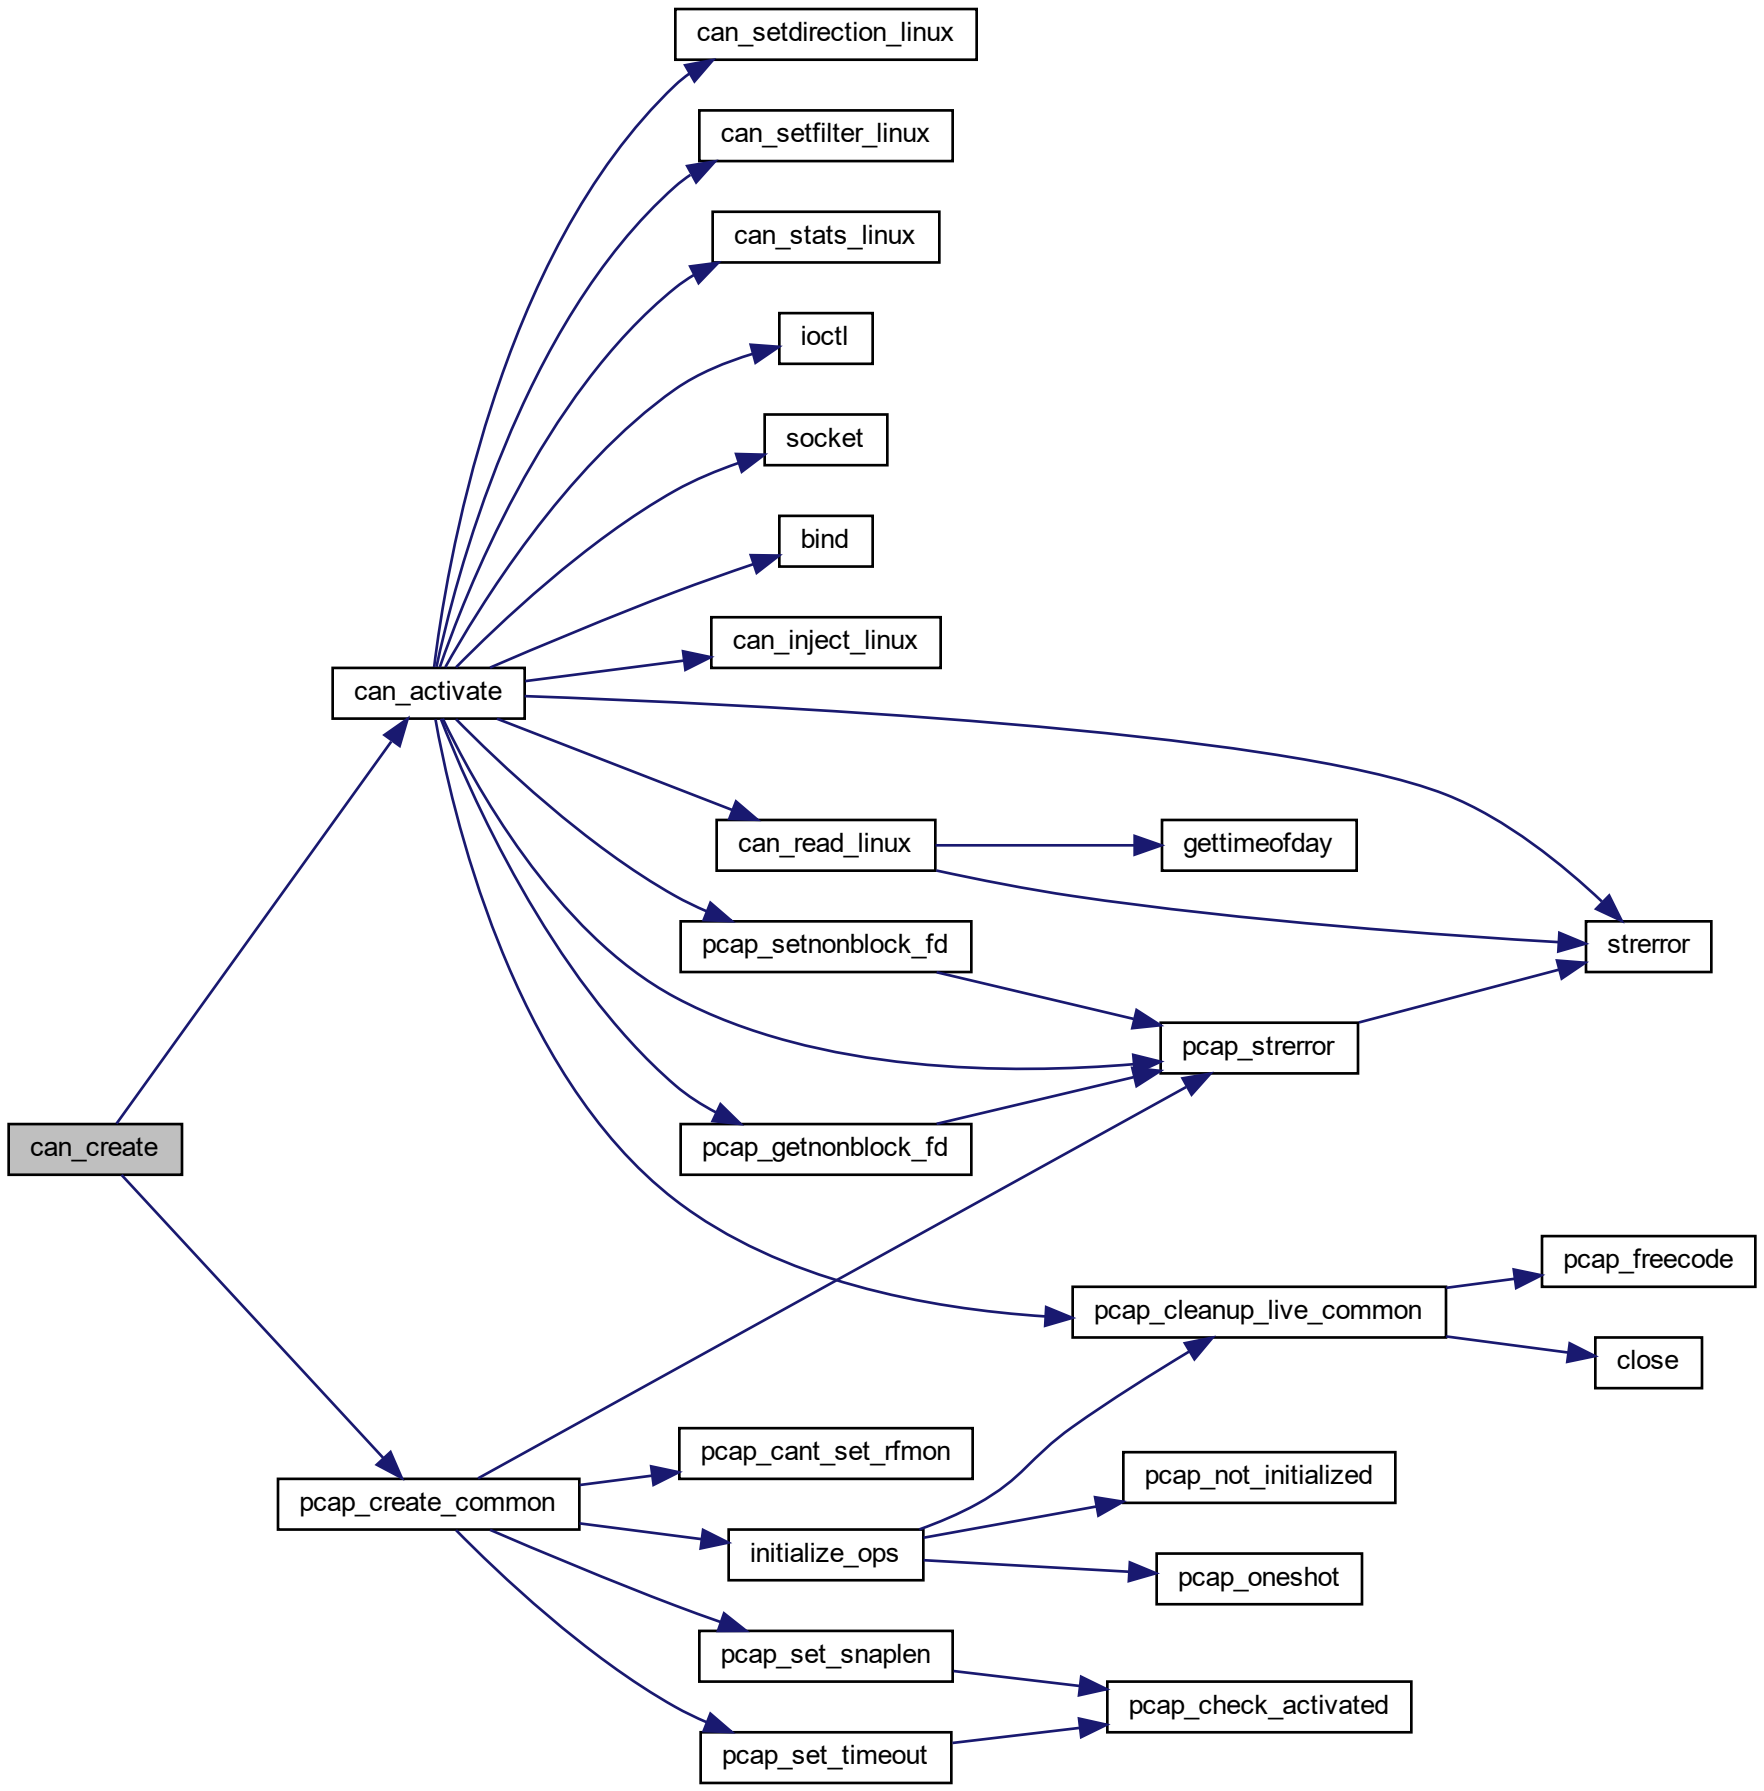 can_setdirection_linux
can_setfilter_linux
can_stats_linux
ioctl
socket
bind
can_inject_linux
can_activate
can_read_linux
gettimeofday
pcap_setnonblock_fd
strerror
pcap_strerror
can_create
pcap_getnonblock_fd
pcap_freecode
pcap_cleanup_live_common
close
pcap_cant_set_rfmon
pcap_not_initialized
pcap_create_common
initialize_ops
pcap_oneshot
pcap_set_snaplen
pcap_check_activated
pcap_set_timeout